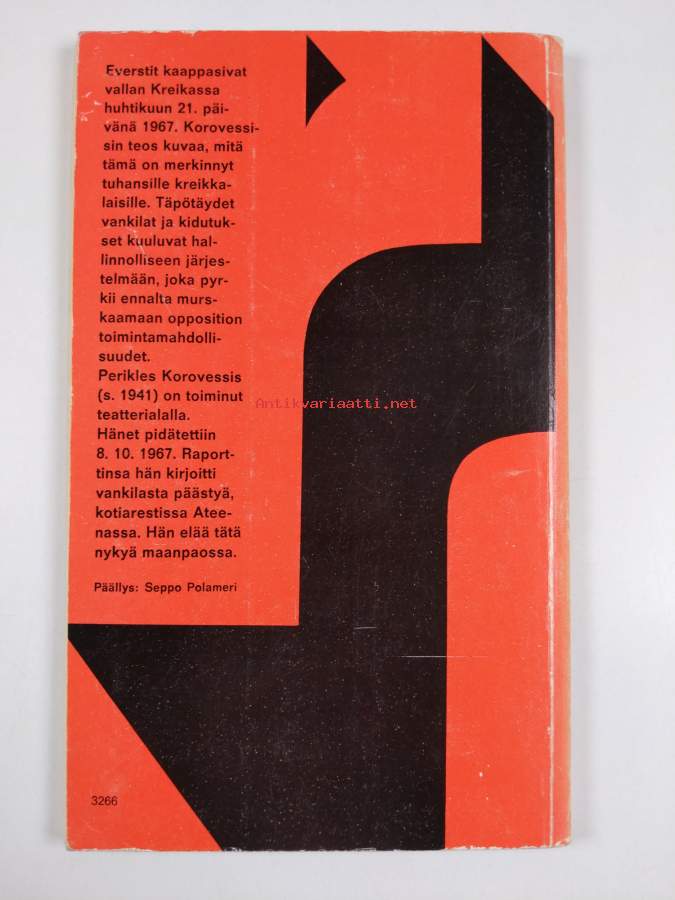 Everstit kaappasivat
vallan Kreikassa
huhtikuun 21. päi-
vänä 1967. Korovessi-
sin teos kuvaa, mitä
tämä on merkinnyt
tuhansille kreikka-
laisille. Täpötäydet
vankilat ja kidutuk-
set kuuluvat hal-
linnolliseen järjes-
telmään, joka pyr-
kii ennalta murs-
kaamaan opposition
toimintamahdolli-
suudet.
Perikles Korovessis
(s. 1941) on toiminut
teatterialalla.
Hänet pidätettiin
8. 10. 1967. Raport-
tinsa hän kirjoitti
vankilasta päästyä,
kotiarestissa Atee-
nassa. Hän elää tätä
nykyä maanpaossa.
Päällys: Seppo Polameri
3266
Antikvariaatti.net